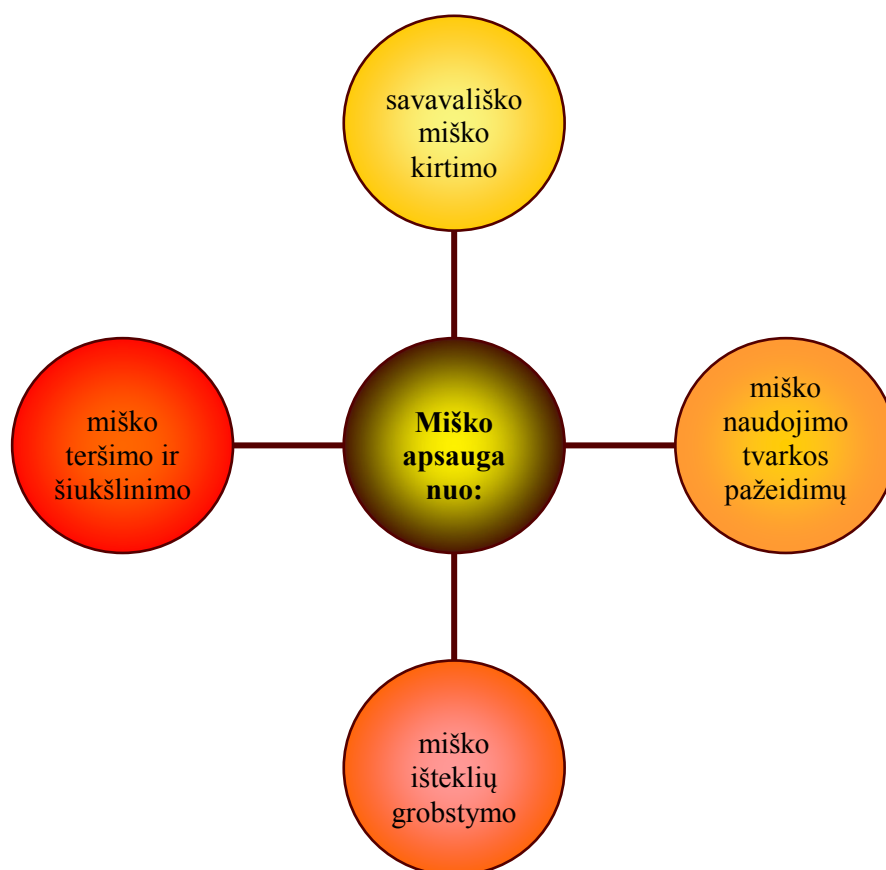 savavališko
miško
kirtimo
miško
teršimo ir
šiukšlinimo
Miško
apsauga
nuo:
miško
naudojimo
tvarkos
pažeidimų
miško
išteklių
grobstymo